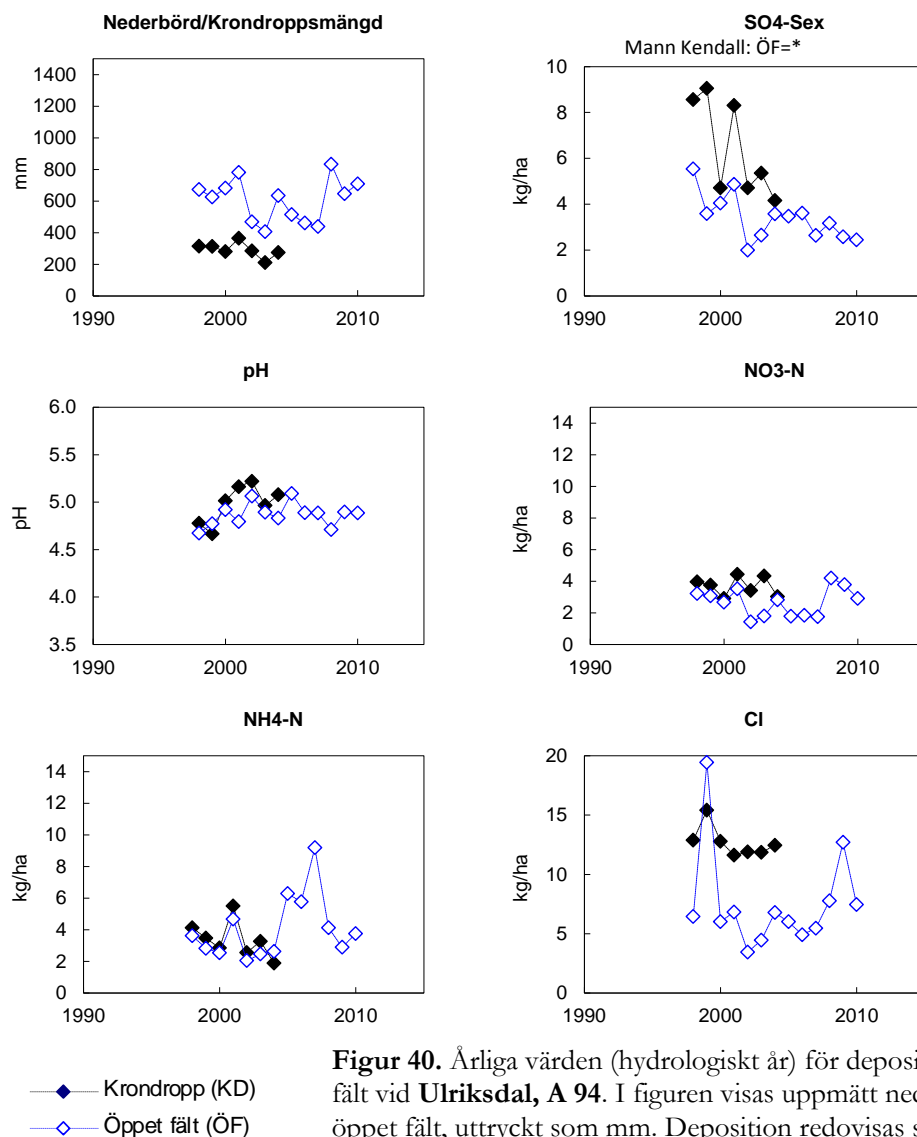 Nederbörd/Krondroppsmängd
1400
1200
1000
800
600
400
200
0
mm
1990 2000 2010
SO4-Sex
Mann Kendall: ÖF=*
10
8
6
4
2
0
kg/ha
1990 2000 2010
pH
6.0
5.5
5.0
4.5
4.0
3.5
pH
1990 2000 2010
NO3-N
14
12
10
8
6
4
2
0
kg/ha
1990 2000 2010
NH4-N
14
12
10
8
6
4
2
0
kg/ha
1990 2000 2010
Cl
20
15
10
5
0
kg/ha
1990 2000 2010
Krondropp (KD)
Öppet fält (ÖF)
Figur 40. Årliga värden (hydrologiskt år) för deposi
fält vid Ulriksdal, A 94. I figuren visas uppmätt ned
öppet fält, uttryckt som mm. Deposition redovisas s